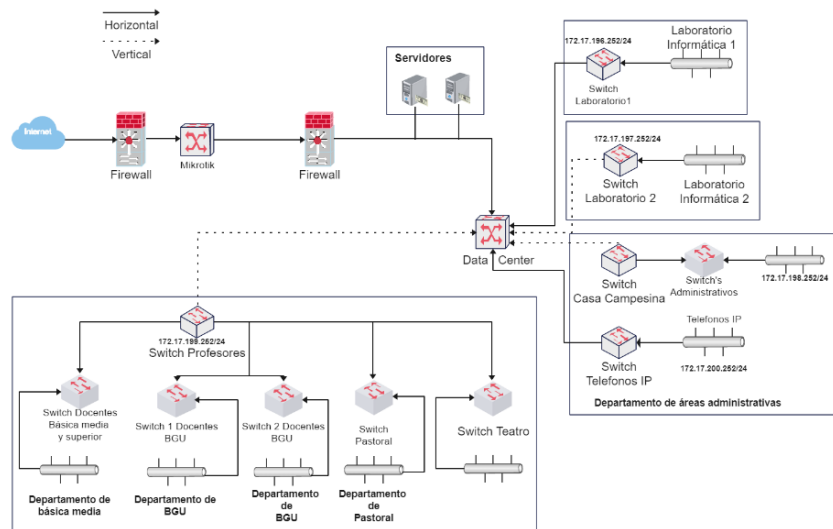 Horizontal
Vertical
Internet
Firewall
Mikrotik
Firewall
Servidores
172.17.196.252/24
Switch
Laboratorio1
Laboratorio
Informática 1
172.17.197.252/24
Switch
Laboratorio 2
Laboratorio
Informática 2
Data Center
Switch
Casa Campesina
Switch's
Administrativos
172.17.198.252/24
Switch
Telefonos IP
Telefonos IP
172.17.200.252/24
Departamento de áreas administrativas
172.17.199.252/24
Switch Profesores
Switch Docentes
Básica media
y superior
Switch 1 Docentes
BGU
Switch 2 Docentes
BGU
Switch
Pastoral
Switch Teatro
Departamento de
básica media
Departamento de
BGU
Departamento
de
BGU
Departamento
de
Pastoral